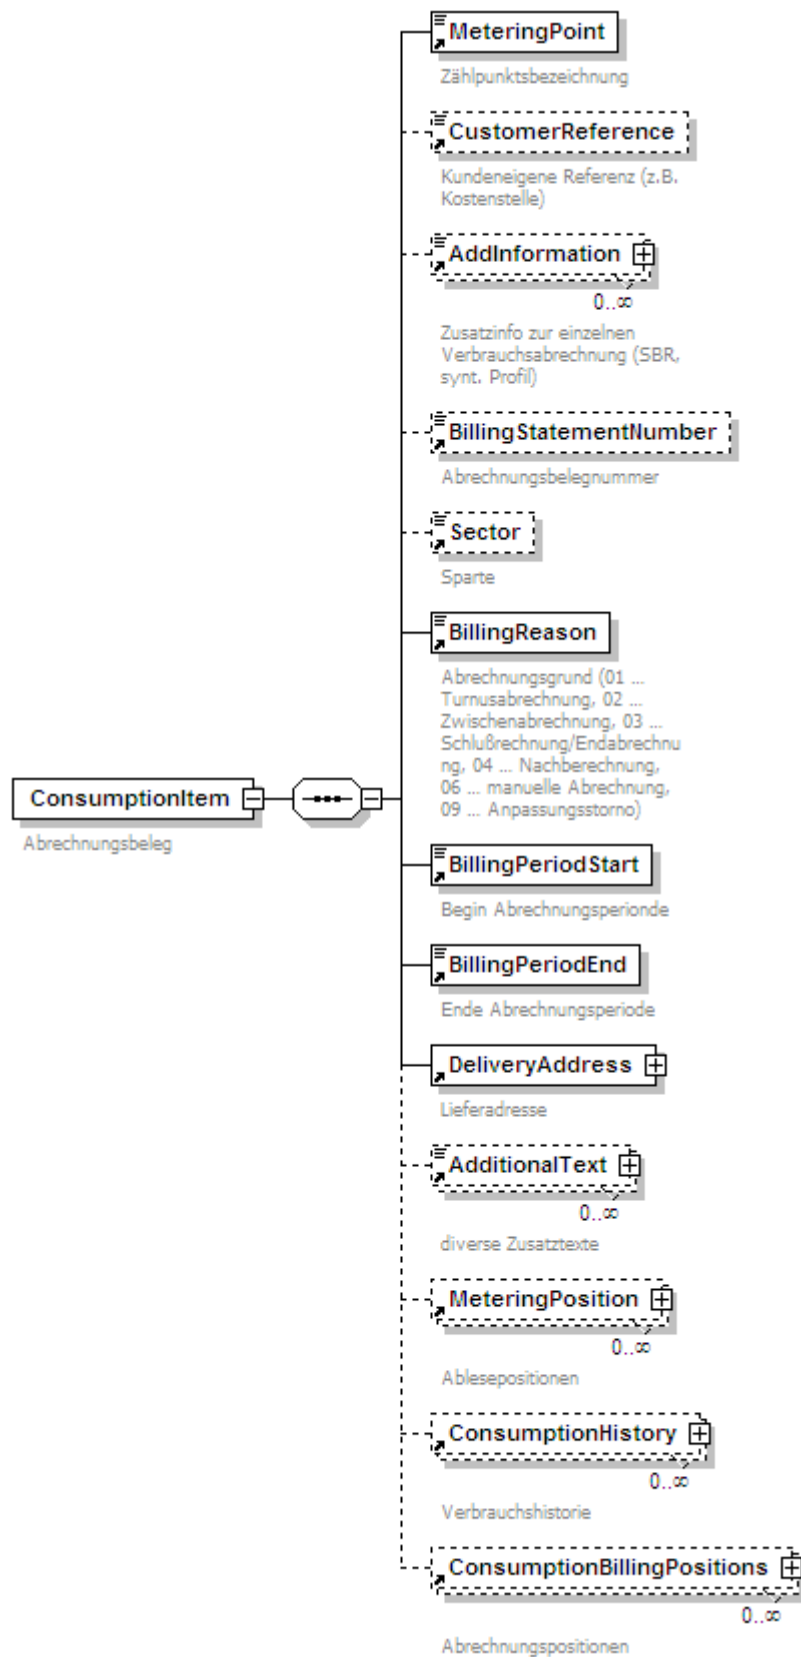 MeteringPoint
Zählpunktsbezeichnung
CustomerReference
Kundeneigene Referenz (z.B.
Kostenstelle)
AddInformation
0..∞
Zusatzinfo zur einzelnen
Verbrauchsabrechnung (SBR,
synt. Profil)
BillingStatementNumber
Abrechnungsbelegnummer
Sector
Sparte
BillingReason
Abrechnungsgrund (01 ...
Turnusabrechnung, 02 ...
Zwischenabrechnung, 03 ...
Schlußrechnung/Endabrechnu
ng, 04 ... Nachberechnung,
06 ... manuelle Abrechnung,
09 ... Anpassungsstorno)
ConsumptionItem
Abrechnungsbeleg
BillingPeriodStart
Begin Abrechnungsperionde
BillingPeriodEnd
Ende Abrechnungsperiode
DeliveryAddress
Lieferadresse
AdditionalText
0..∞
diverse Zusatztexte
MeteringPosition
0..∞
Ablesepositionen
ConsumptionHistory
0..∞
Verbrauchshistorie
ConsumptionBillingPositions
0..∞
Abrechnungspositionen